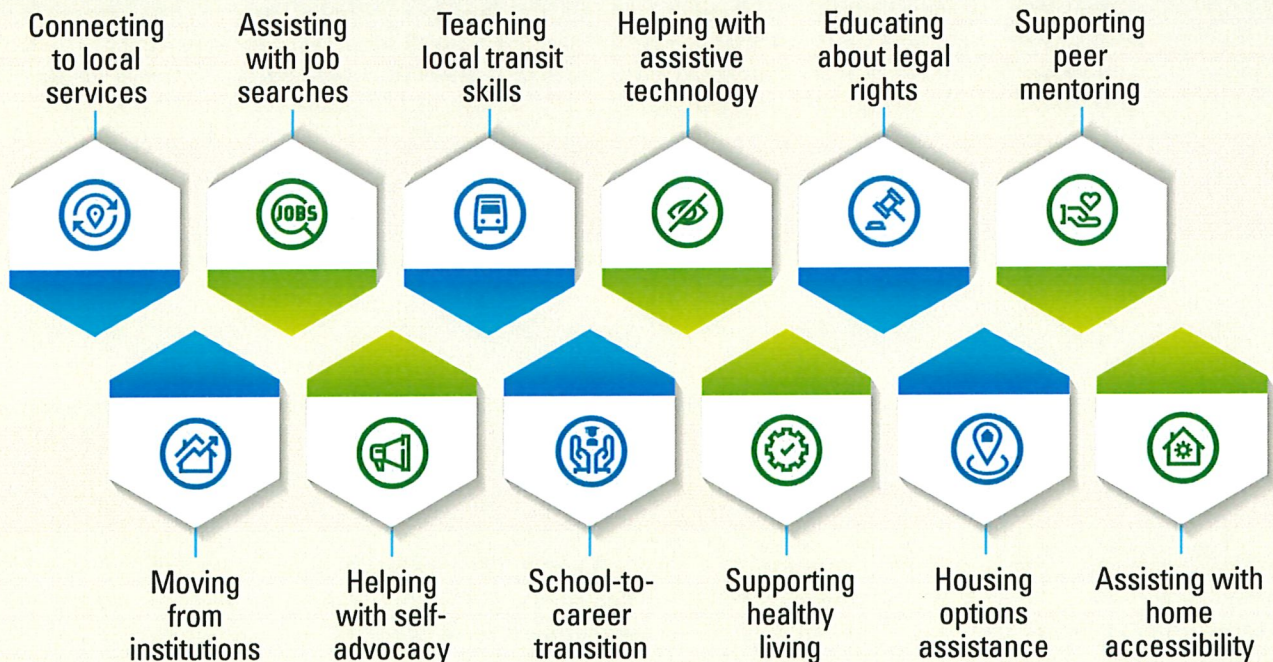 Connecting
to local
services
Assisting
with job
searches
Teaching
local transit
skills
Helping with
assistive
technology
Educating
about legal
rights
Supporting
peer
mentoring
JOBS
Moving
from
institutions
Helping
with self-
advocacy
School-to-
career
transition
Supporting
healthy
living
Housing
options
assistance
Assisting with
home
accessibility